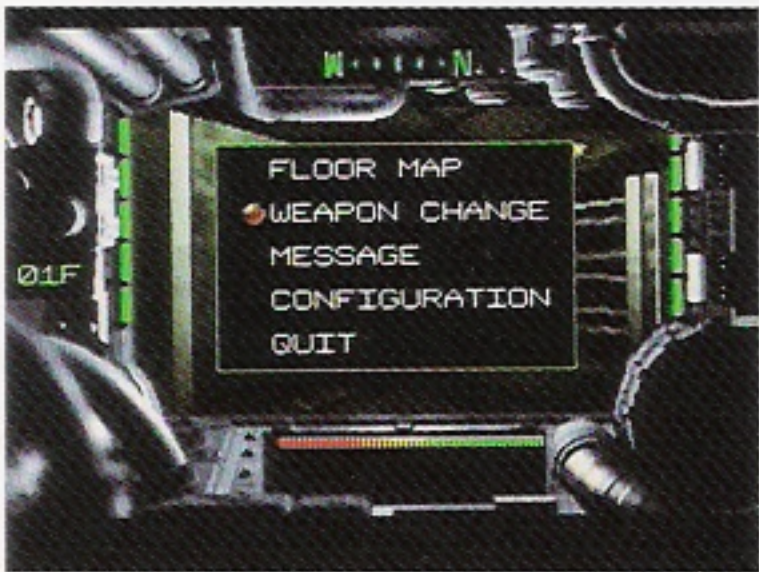 W N
FLOOR MAP
WEAPON CHANGE
MESSAGE
01F
CONFIGURATION
QUIT